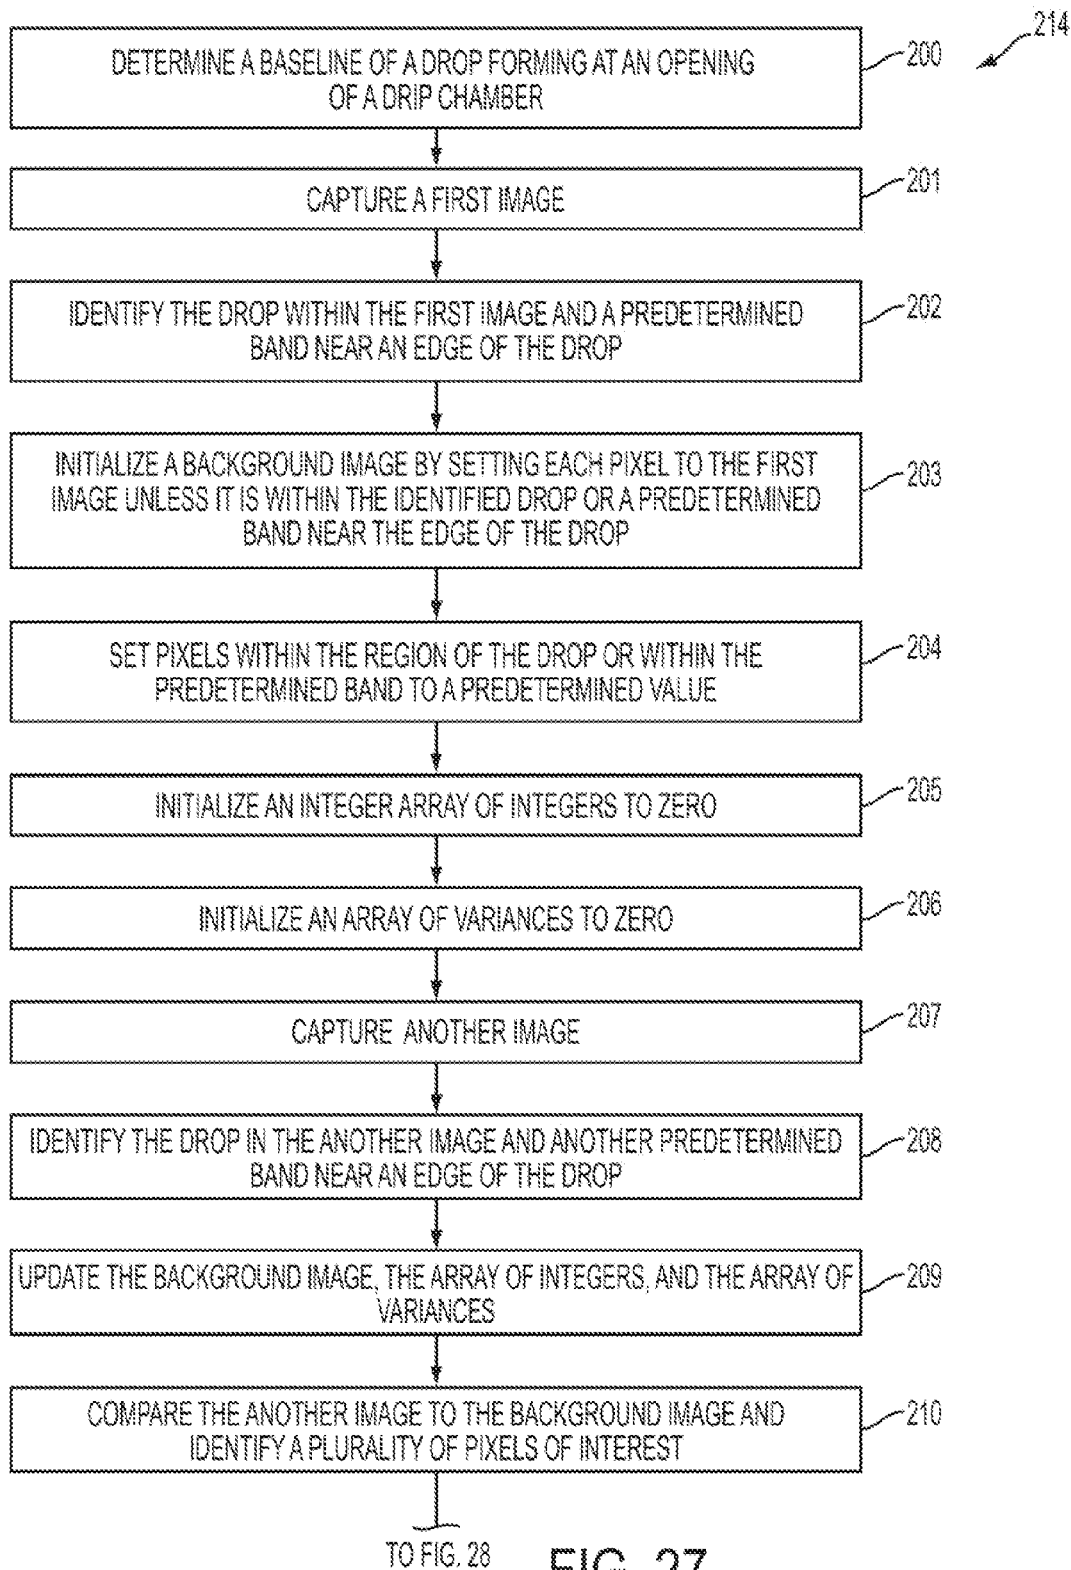 214
DETERMINE A BASELINE OF A DROP FORMING AT AN OPENING
OF A DRIP CHAMBER
200
CAPTURE A FIRST IMAGE
201
IDENTIFY THE DROP WITHIN THE FIRST IMAGE AND A PREDETERMINED
BAND NEAR AN EDGE OF THE DROP
202
INITIALIZE A BACKGROUND IMAGE BY SETTING EACH PIXEL TO THE FIRST
IMAGE UNLESS IT IS WITHIN THE IDENTIFIED DROP OR A PREDETERMINED
BAND NEAR THE EDGE OF THE DROP
203
SET PIXELS WITHIN THE REGION OF THE DROP OR WITHIN THE
PREDETERMINED BAND TO A PREDETERMINED VALUE
204
INITIALIZE AN INTEGER ARRAY OF INTEGERS TO ZERO
205
INITIALIZE AN ARRAY OF VARIANCES TO ZERO
206
CAPTURE ANOTHER IMAGE
207
IDENTIFY THE DROP IN THE ANOTHER IMAGE AND ANOTHER PREDETERMINED
BAND NEAR AN EDGE OF THE DROP
208
UPDATE THE BACKGROUND IMAGE, THE ARRAY OF INTEGERS, AND THE ARRAY OF
VARIANCES
209
COMPARE THE ANOTHER IMAGE TO THE BACKGROUND IMAGE AND
IDENTIFY A PLURALITY OF PIXELS OF INTEREST
210
TO FIG. 28
FIG. 27